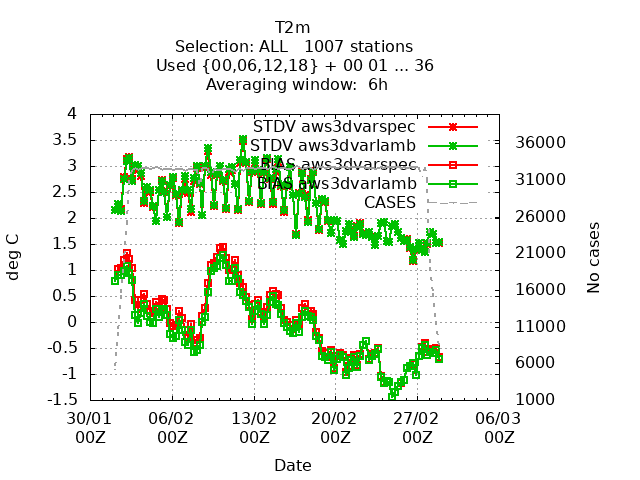 T2m
Selection: ALL   1007 stations
Used {00,06,12,18} + 00 01 ... 36
Averaging window:  6h
STDV aws3dvarspec
STDV aws3dvarlamb
BIAS aws3dvarspec
BIAS aws3dvarlamb
CASES
deg C
4
3.5
3
2.5
2
1.5
1
0.5
0
-0.5
-1
-1.5
No cases
36000
31000
26000
21000
16000
11000
6000
1000
30/01 06/02 13/02 20/02 27/02 06/03
00Z 00Z 00Z 00Z 00Z 00Z
Date